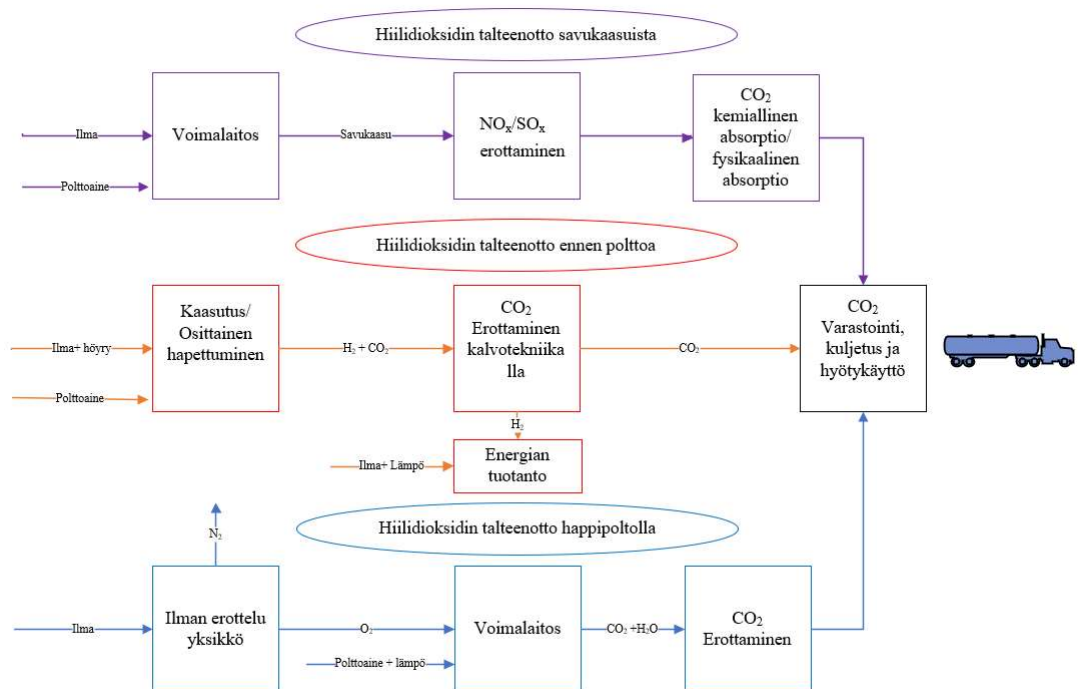 Hiilidioksidin talteenotto savukaasuista
Ilma
Polttoaine
Voimalaitos
Savukaasu
NOₓ/SOₓ
erottaminen
CO₂
kemiallinen
absorptio/
fysikaalinen
absorptio
Hiilidioksidin talteenotto ennen polttoa
Ilma+ höyry
Polttoaine
Kaasutus/
Osittainen
hapettuminen
H₂ + CO₂
CO₂
Erottaminen
kalvotekniika
lla
CO₂
H₂
Ilma+ Lämpö
Energian
tuotanto
CO₂
Varastointi,
kuljetus ja
hyötykäyttö
Hiilidioksidin talteenotto happipoltolla
N₂
Ilma
Ilman erottelu
yksikkö
O₂
Polttoaine + lämpö
Voimalaitos
CO₂ +H₂O
CO₂
Erottaminen